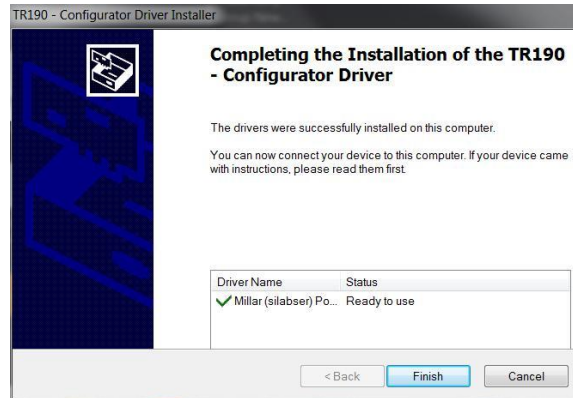 TR190 - Configurator Driver Installer
Completing the Installation of the TR190
- Configurator Driver
The drivers were successfully installed on this computer.
You can now connect your device to this computer. If your device came
with instructions, please read them first.
Driver Name Status
Millar (silabser) Po... Ready to use
< Back Finish Cancel